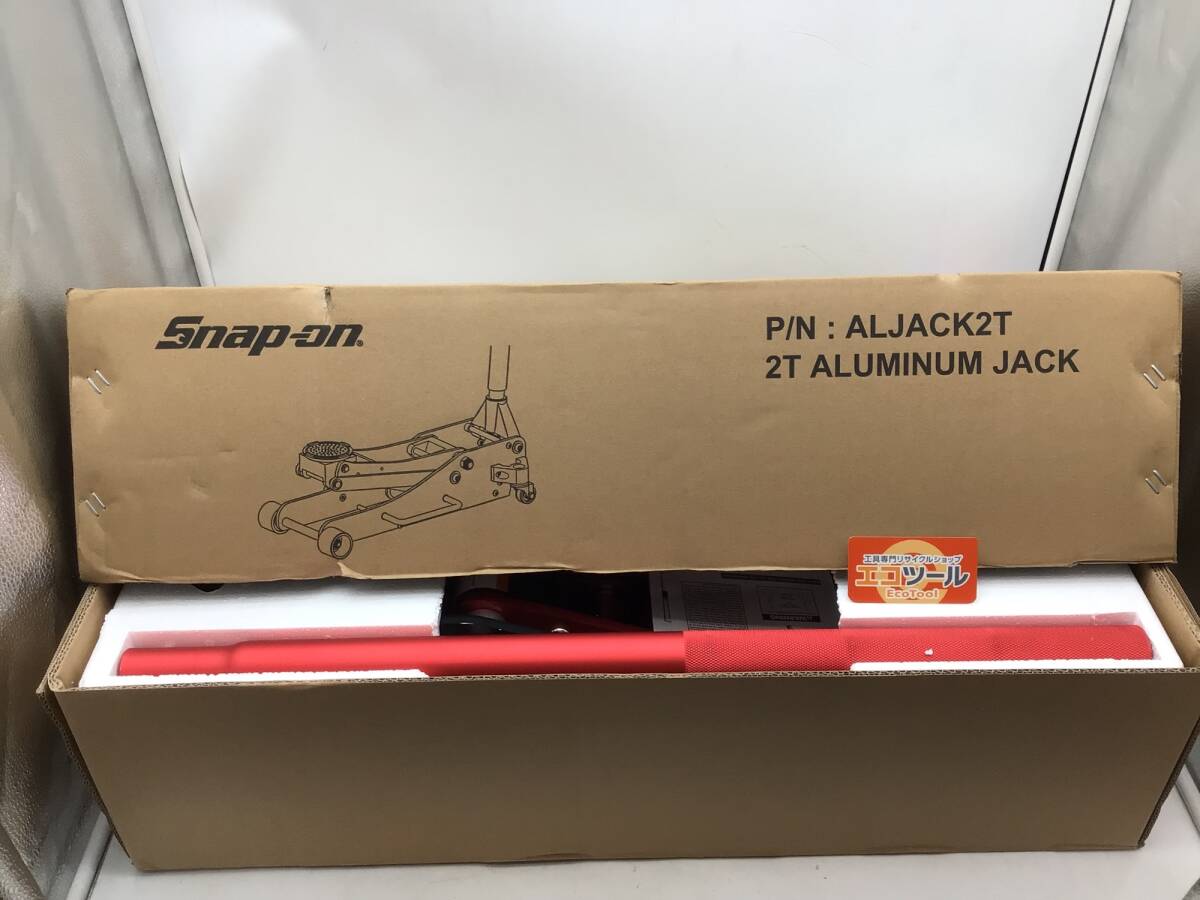 Snap-on
P/N : ALJACK2T
2T ALUMINUM JACK
工具専門リサイクルショップ
エコツール
EcoTool